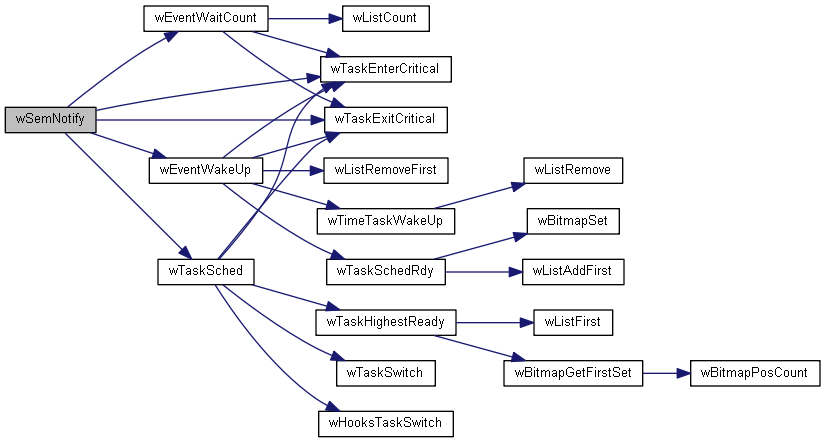 wEventWaitCount
wListCount
wTaskEnterCritical
wSemNotify
wTaskExitCritical
wEventWakeUp
wListRemoveFirst
wListRemove
wTimeTaskWakeUp
wBitmapSet
wTaskSched
wTaskSchedRdy
wListAddFirst
wTaskHighestReady
wListFirst
wTaskSwitch
wBitmapGetFirstSet
wBitmapPosCount
wHooksTaskSwitch